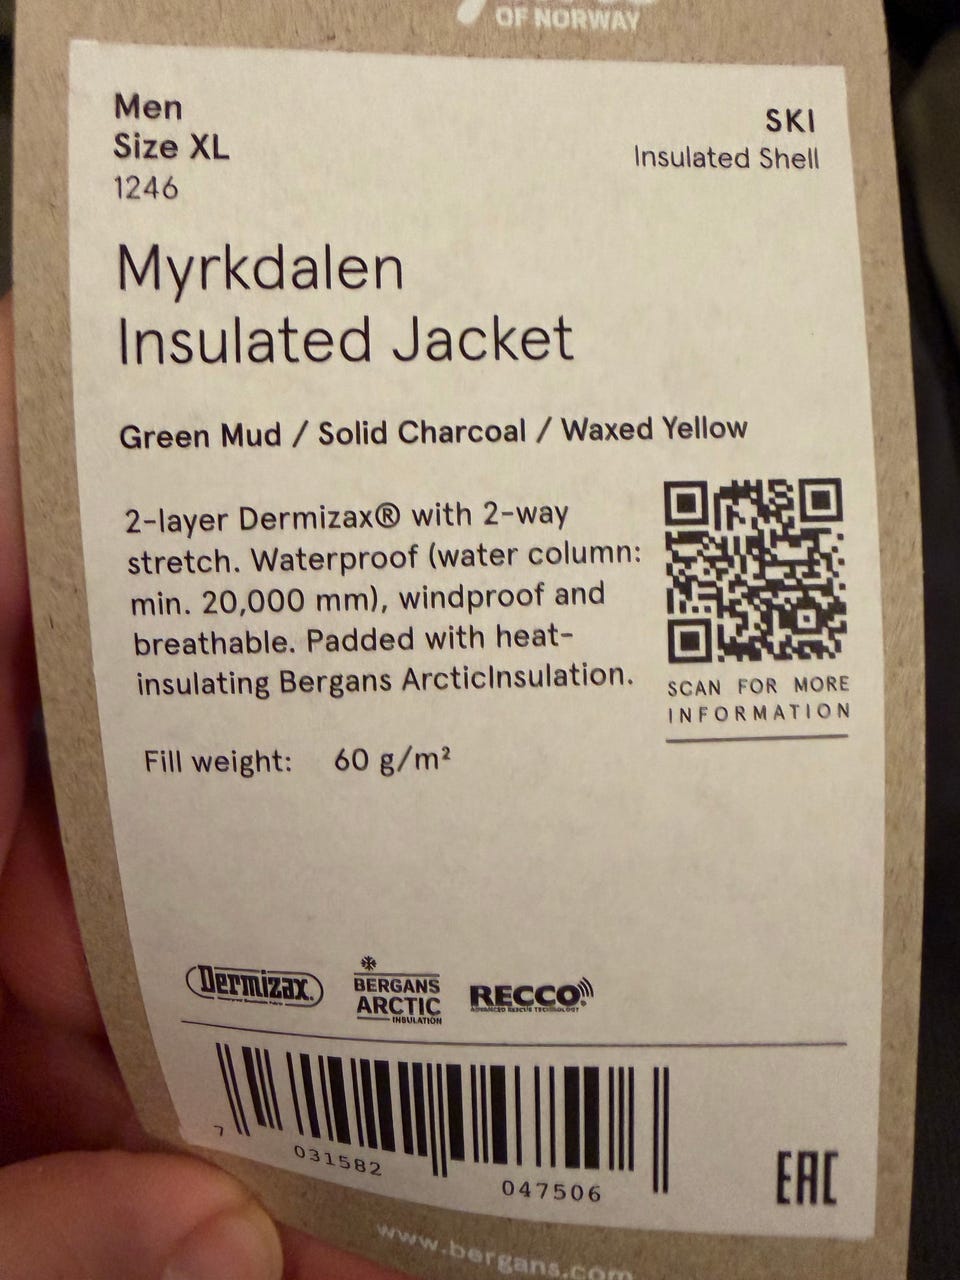 OF NORWAY
Men
Size XL
1246
SKI
Insulated Shell
Myrkdalen
Insulated Jacket
Green Mud / Solid Charcoal / Waxed Yellow
2-layer Dermizax® with 2-way
stretch. Waterproof (water column:
min. 20,000 mm), windproof and
breathable. Padded with heat-
insulating Bergans ArcticInsulation.
SCAN FOR MORE
INFORMATION
Fill weight: 60 g/m²
Dermizax.
BERGANS
ARCTIC
INSULATION
RECCO®
ADVANCED RESCUE TECHNOLOGY
7 031582 047506
EAC
www.bergans.com